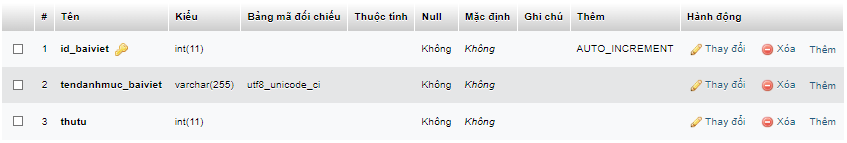 # Tên Kiểu Bảng mã đối chiếu Thuộc tính Null Mặc định Ghi chú Thêm Hành động
1 id_baiviet int(11) Không Không AUTO_INCREMENT Thay đổi Xóa Thêm
2 tendanhmuc_baiviet varchar(255) utf8_unicode_ci Không Không Thay đổi Xóa Thêm
3 thutu int(11) Không Không Thay đổi Xóa Thêm